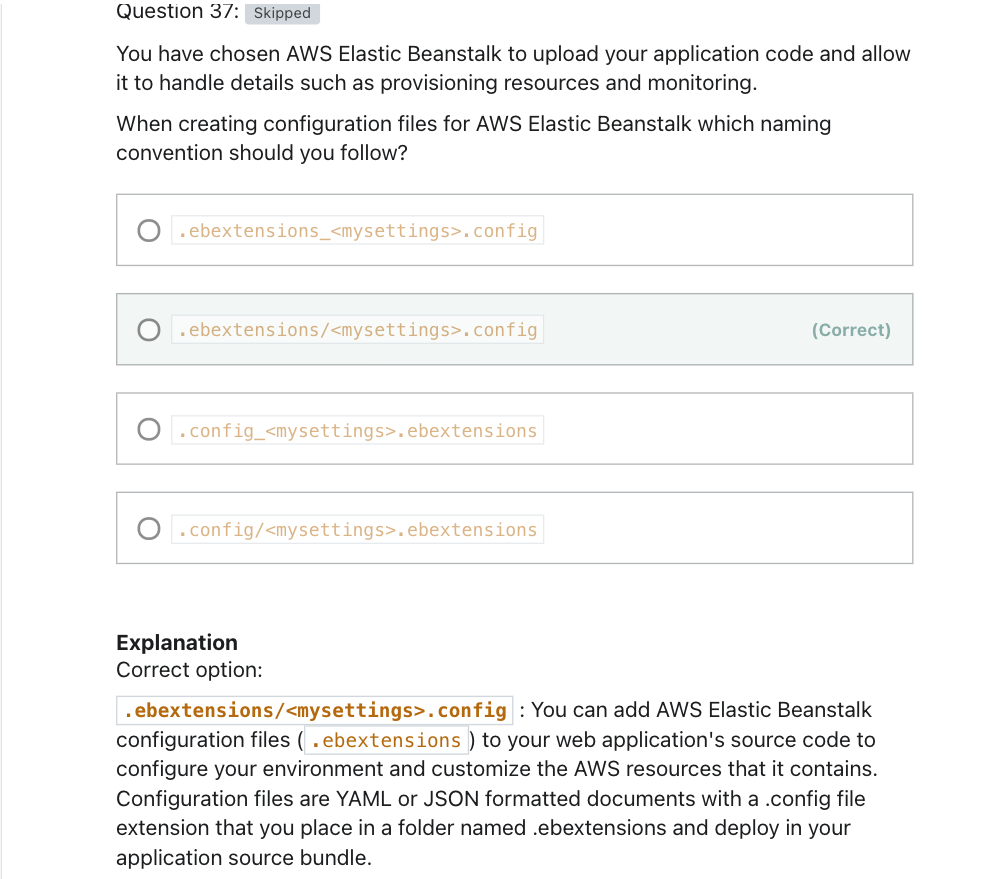 Question 37: Skipped
You have chosen AWS Elastic Beanstalk to upload your application code and allow
it to handle details such as provisioning resources and monitoring.
When creating configuration files for AWS Elastic Beanstalk which naming
convention should you follow?
.ebextensions_<mysettings>.config
.ebextensions/<mysettings>.config (Correct)
.config_<mysettings>.ebextensions
.config/<mysettings>.ebextensions
Explanation
Correct option:
.ebextensions/<mysettings>.config : You can add AWS Elastic Beanstalk
configuration files ( .ebextensions ) to your web application's source code to
configure your environment and customize the AWS resources that it contains.
Configuration files are YAML or JSON formatted documents with a .config file
extension that you place in a folder named .ebextensions and deploy in your
application source bundle.